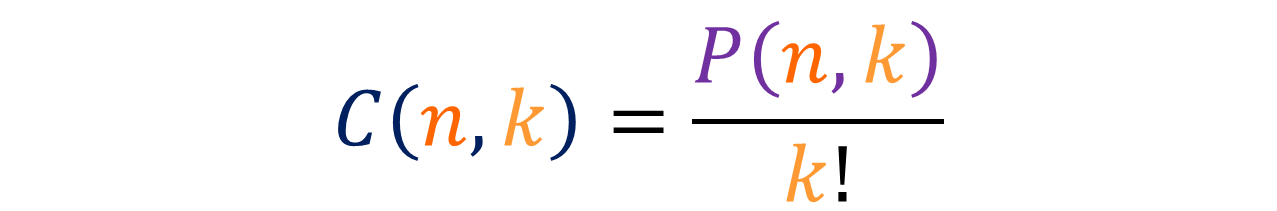 C(n, k) = P(n, k) / k!